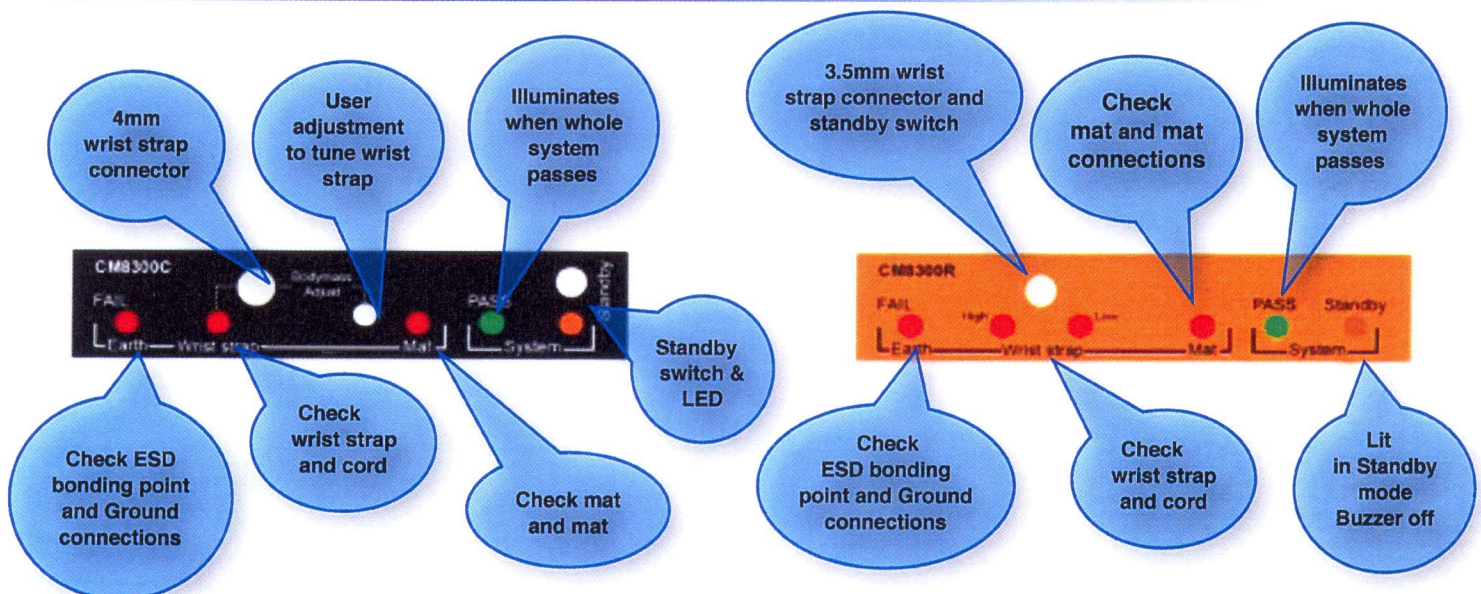 4mm
wrist strap
connector
User
adjustment
to tune wrist
strap
Illuminates
when whole
system
passes
CM8300C
Bodymass
Adjust
FAIL
PASS
Standby
Earth
Wrist strap
Mat
System
Standby
switch &
LED
Check ESD
bonding point
and Ground
connections
Check
wrist strap
and cord
Check mat
and mat
3.5mm wrist
strap connector and
standby switch
Check
mat and mat
connections
Illuminates
when whole
system
passes
CM8300R
FAIL
High
Low
PASS Standby
Earth
Wrist strap
Mat
System
Check
ESD bonding
point and Ground
connections
Check
wrist strap
and cord
Lit
in Standby
mode
Buzzer off